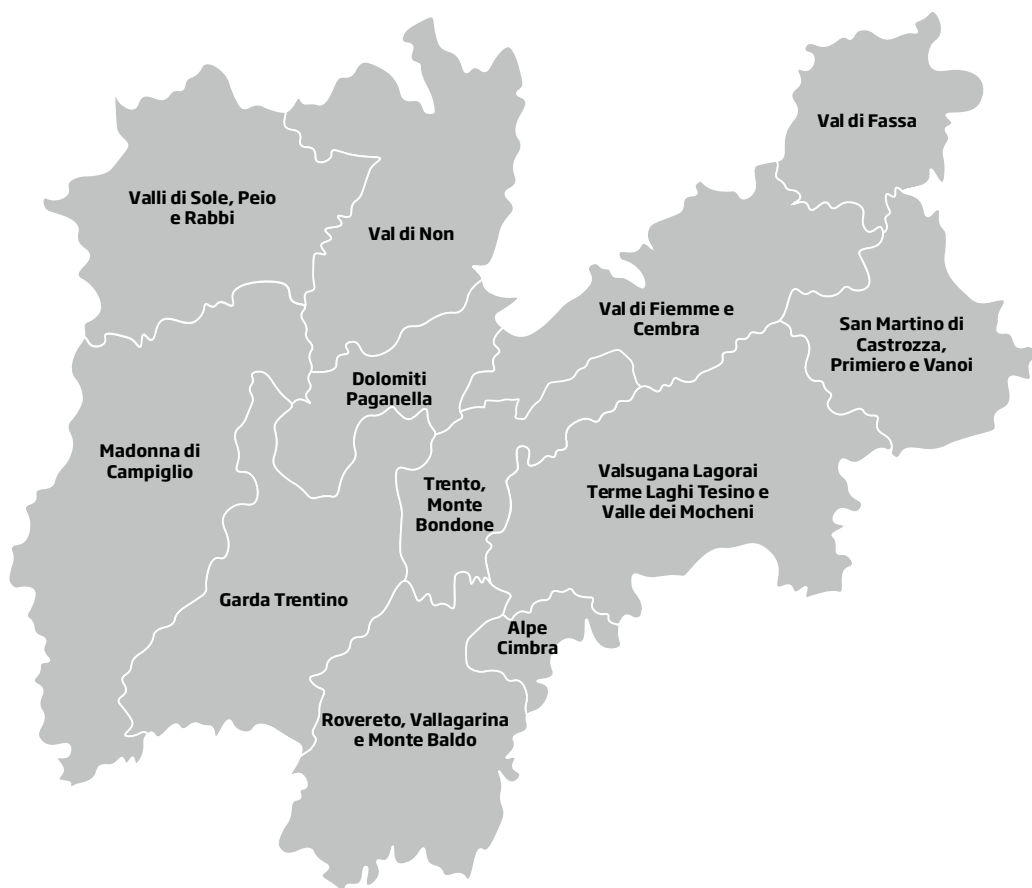 Val di Fassa
Valli di Sole, Peio
e Rabbi
Val di Non
Val di Fiemme e
Cembra
San Martino di
Castrozza,
Primiero e Vanoi
Dolomiti
Paganella
Madonna di
Campiglio
Trento,
Monte
Bondone
Valsugana Lagorai
Terme Laghi Tesino e
Valle dei Mocheni
Garda Trentino
Alpe
Cimbra
Rovereto, Vallagarina
e Monte Baldo